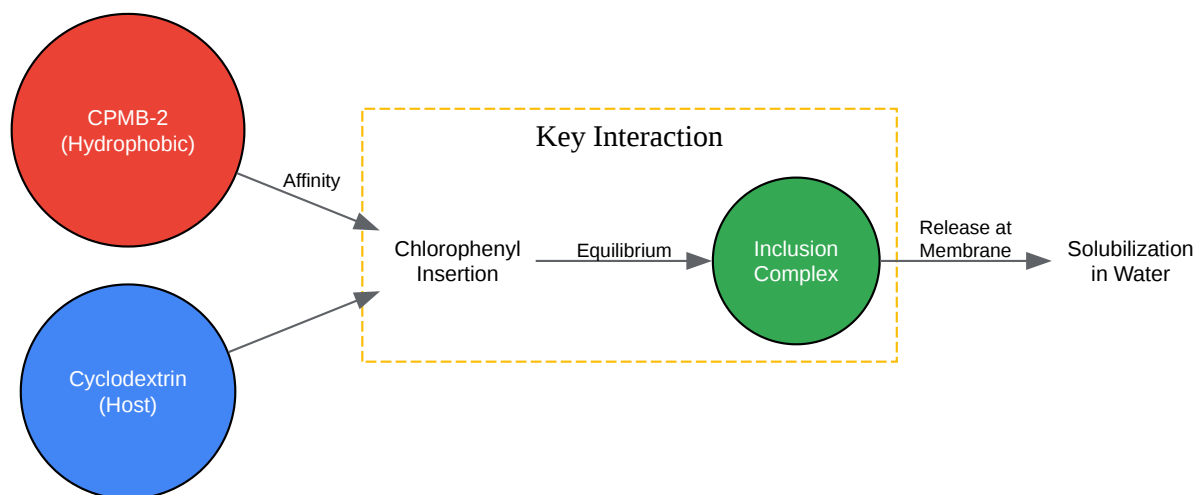 CPMB-2
(Hydrophobic)
Affinity
Key Interaction
Chlorophenyl
Insertion
Equilibrium
Inclusion
Complex
Release at
Membrane
Solubilization
in Water
Cyclodextrin
(Host)